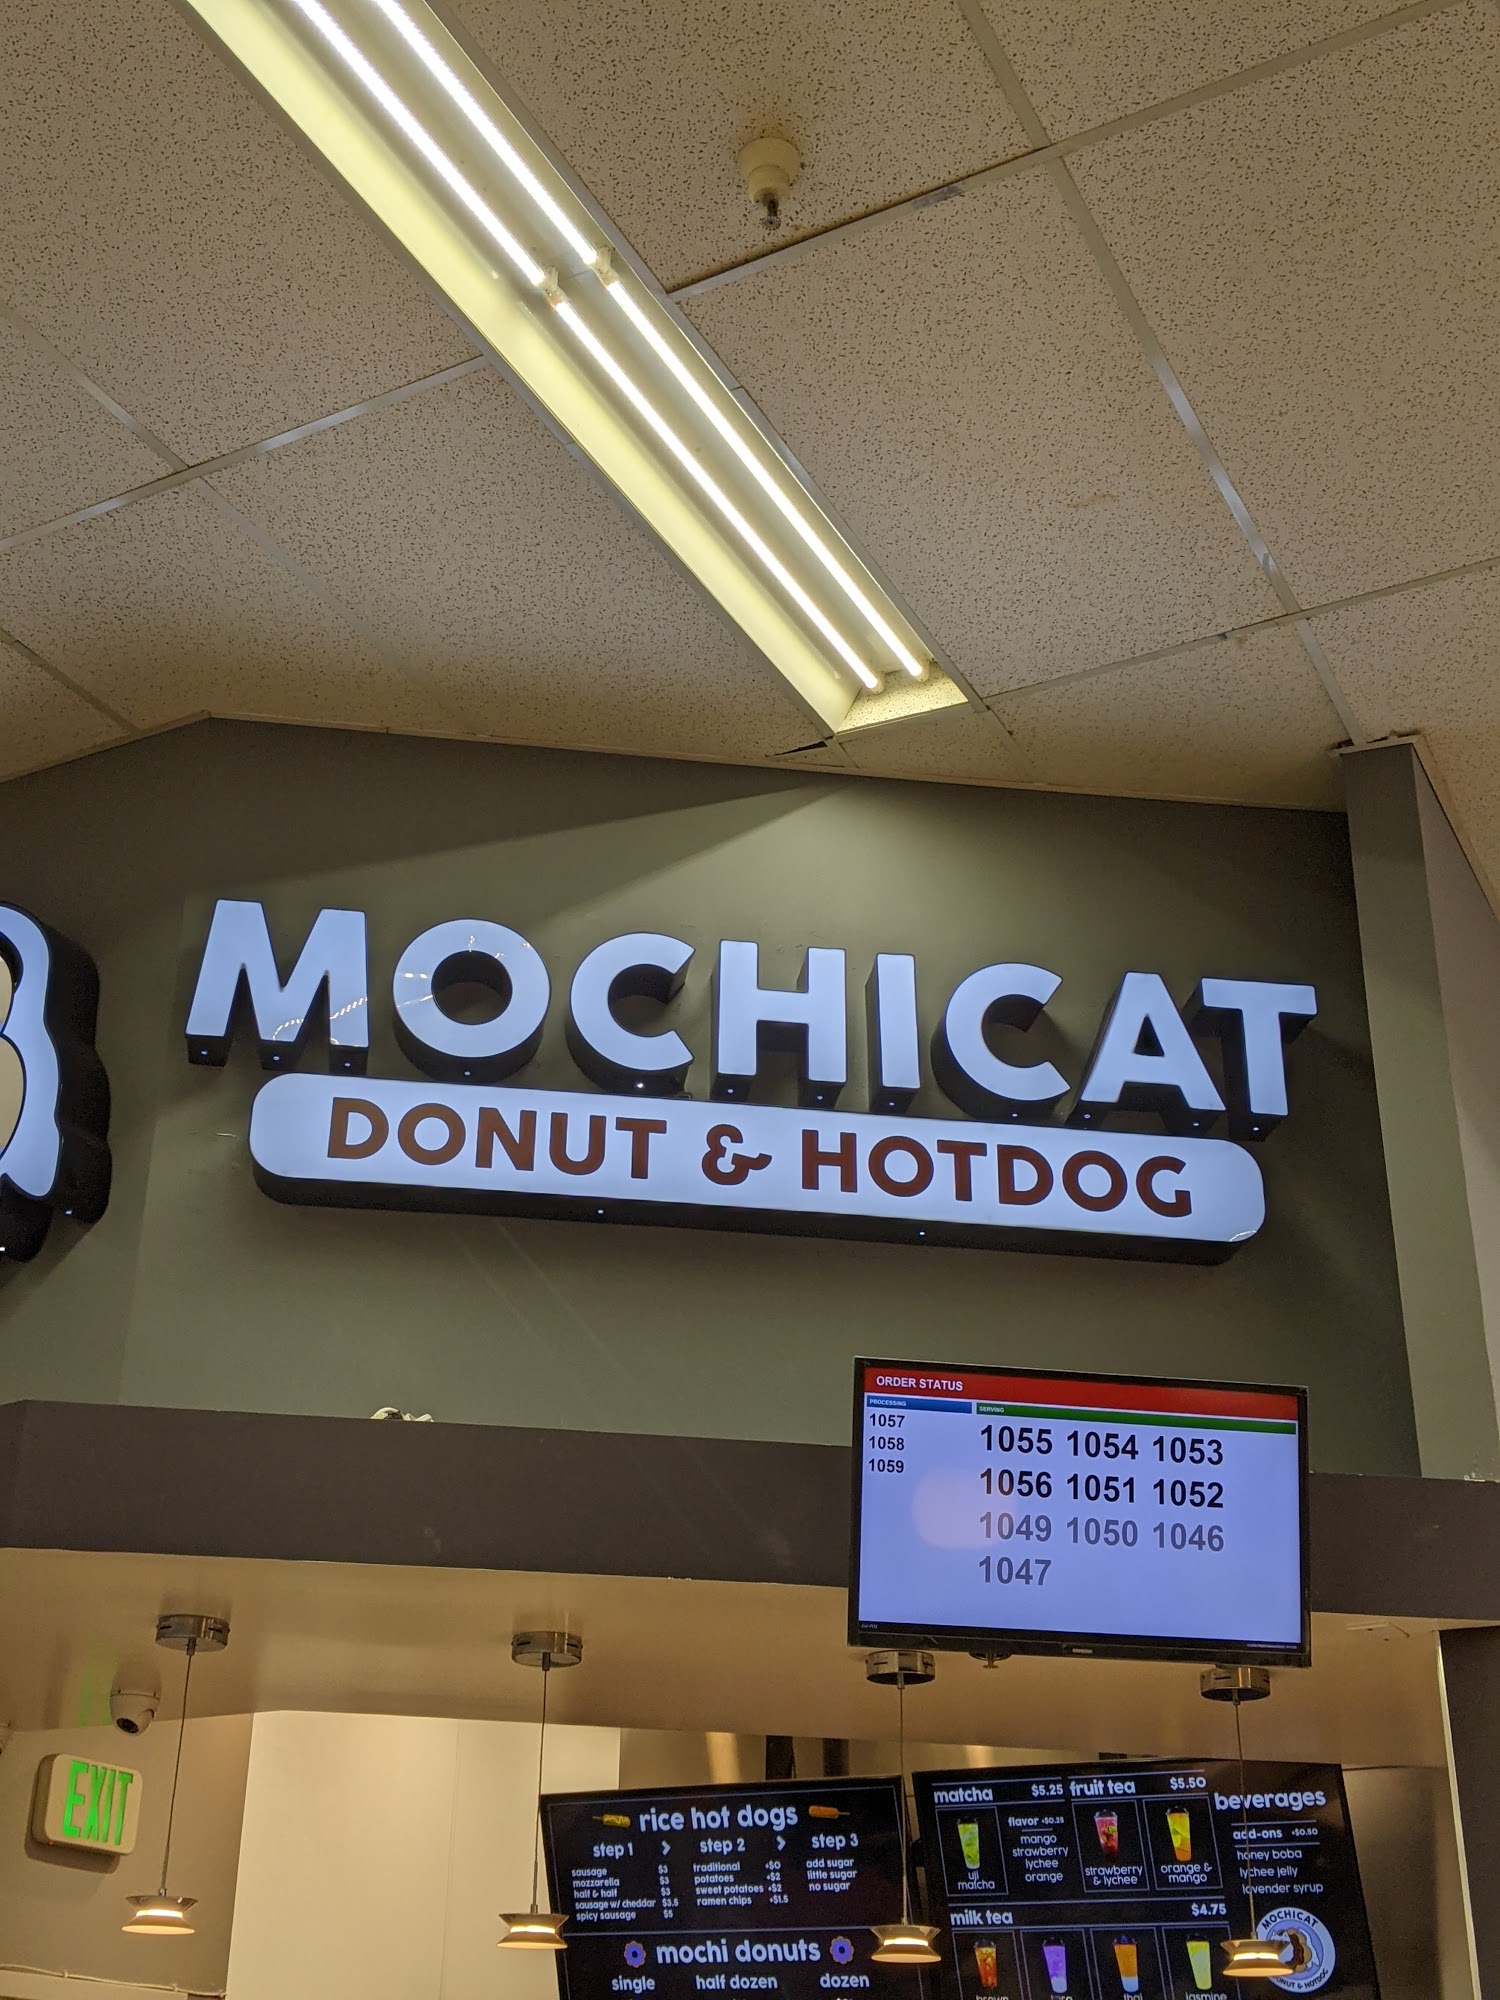 MOCHICAT
DONUT & HOTDOG
ORDER STATUS
PROCESSING
SERVING
1057
1058
1059
1055 1054 1053
1056 1051 1052
1049 1050 1046
1047
EXIT
rice hot dogs
step 1 > step 2 > step 3
sausage $3
mozzarella $3
half & half $3
sausage w/ cheddar $3.5
spicy sausage $5
traditional +$0
potatoes +$2
sweet potatoes +$2
ramen chips +$1.5
add sugar
little sugar
no sugar
mochi donuts
single half dozen dozen
matcha $5.25
uji
matcha
flavor +$0.25
mango
strawberry
lychee
orange
fruit tea $5.50
strawberry
& lychee
orange &
mango
milk tea $4.75
taro
thai
jasmine
beverages
add-ons +$0.50
honey boba
lychee jelly
lavender syrup
MOCHICAT
DONUT & HOTDOG